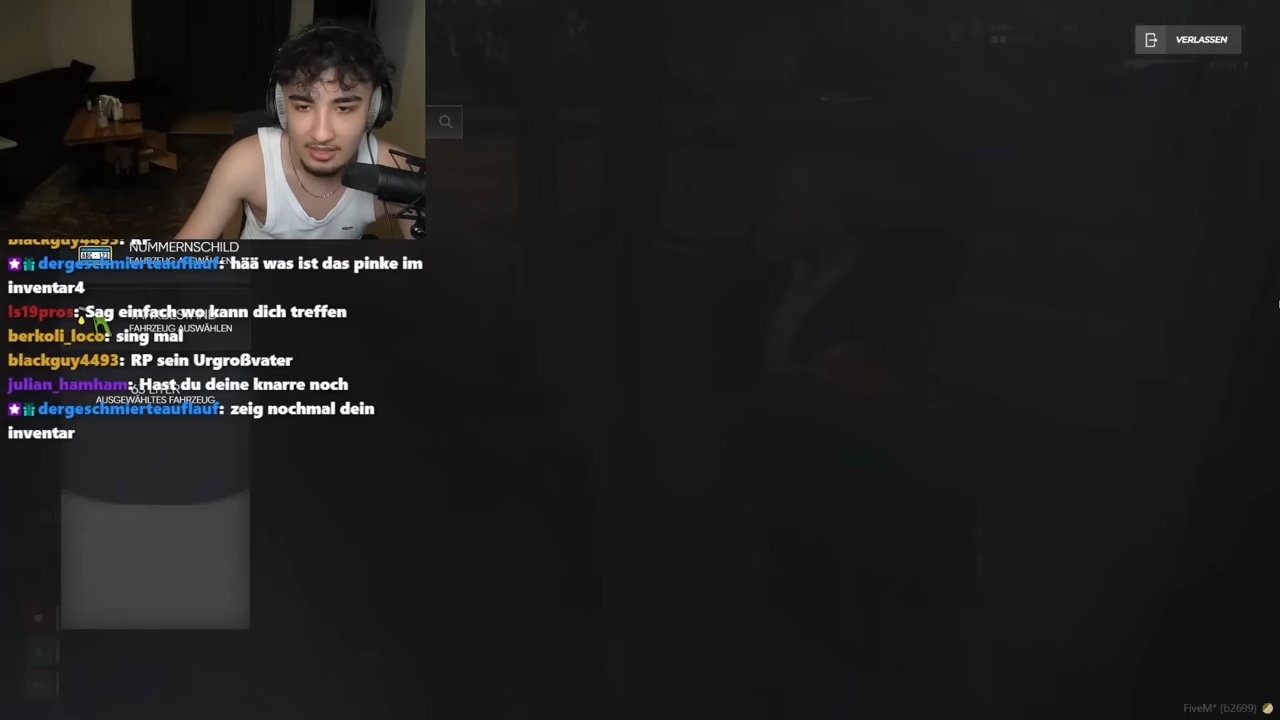 VERLASSEN
blackguy4493: RP
NUMMERNSCHILD
dergeschmierteauflauf: hää was ist das pinke im
inventar4
ls19pros: Sag einfach wo kann dich treffen
FAHRZEUG AUSWÄHLEN
berkoli_loco: sing mal
blackguy4493: RP sein Urgroßvater
julian_hamham: Hast du deine knarre noch
AUSGEWÄHLTES FAHRZEUG
dergeschmierteauflauf: zeig nochmal dein
inventar
FiveM* (b2699)